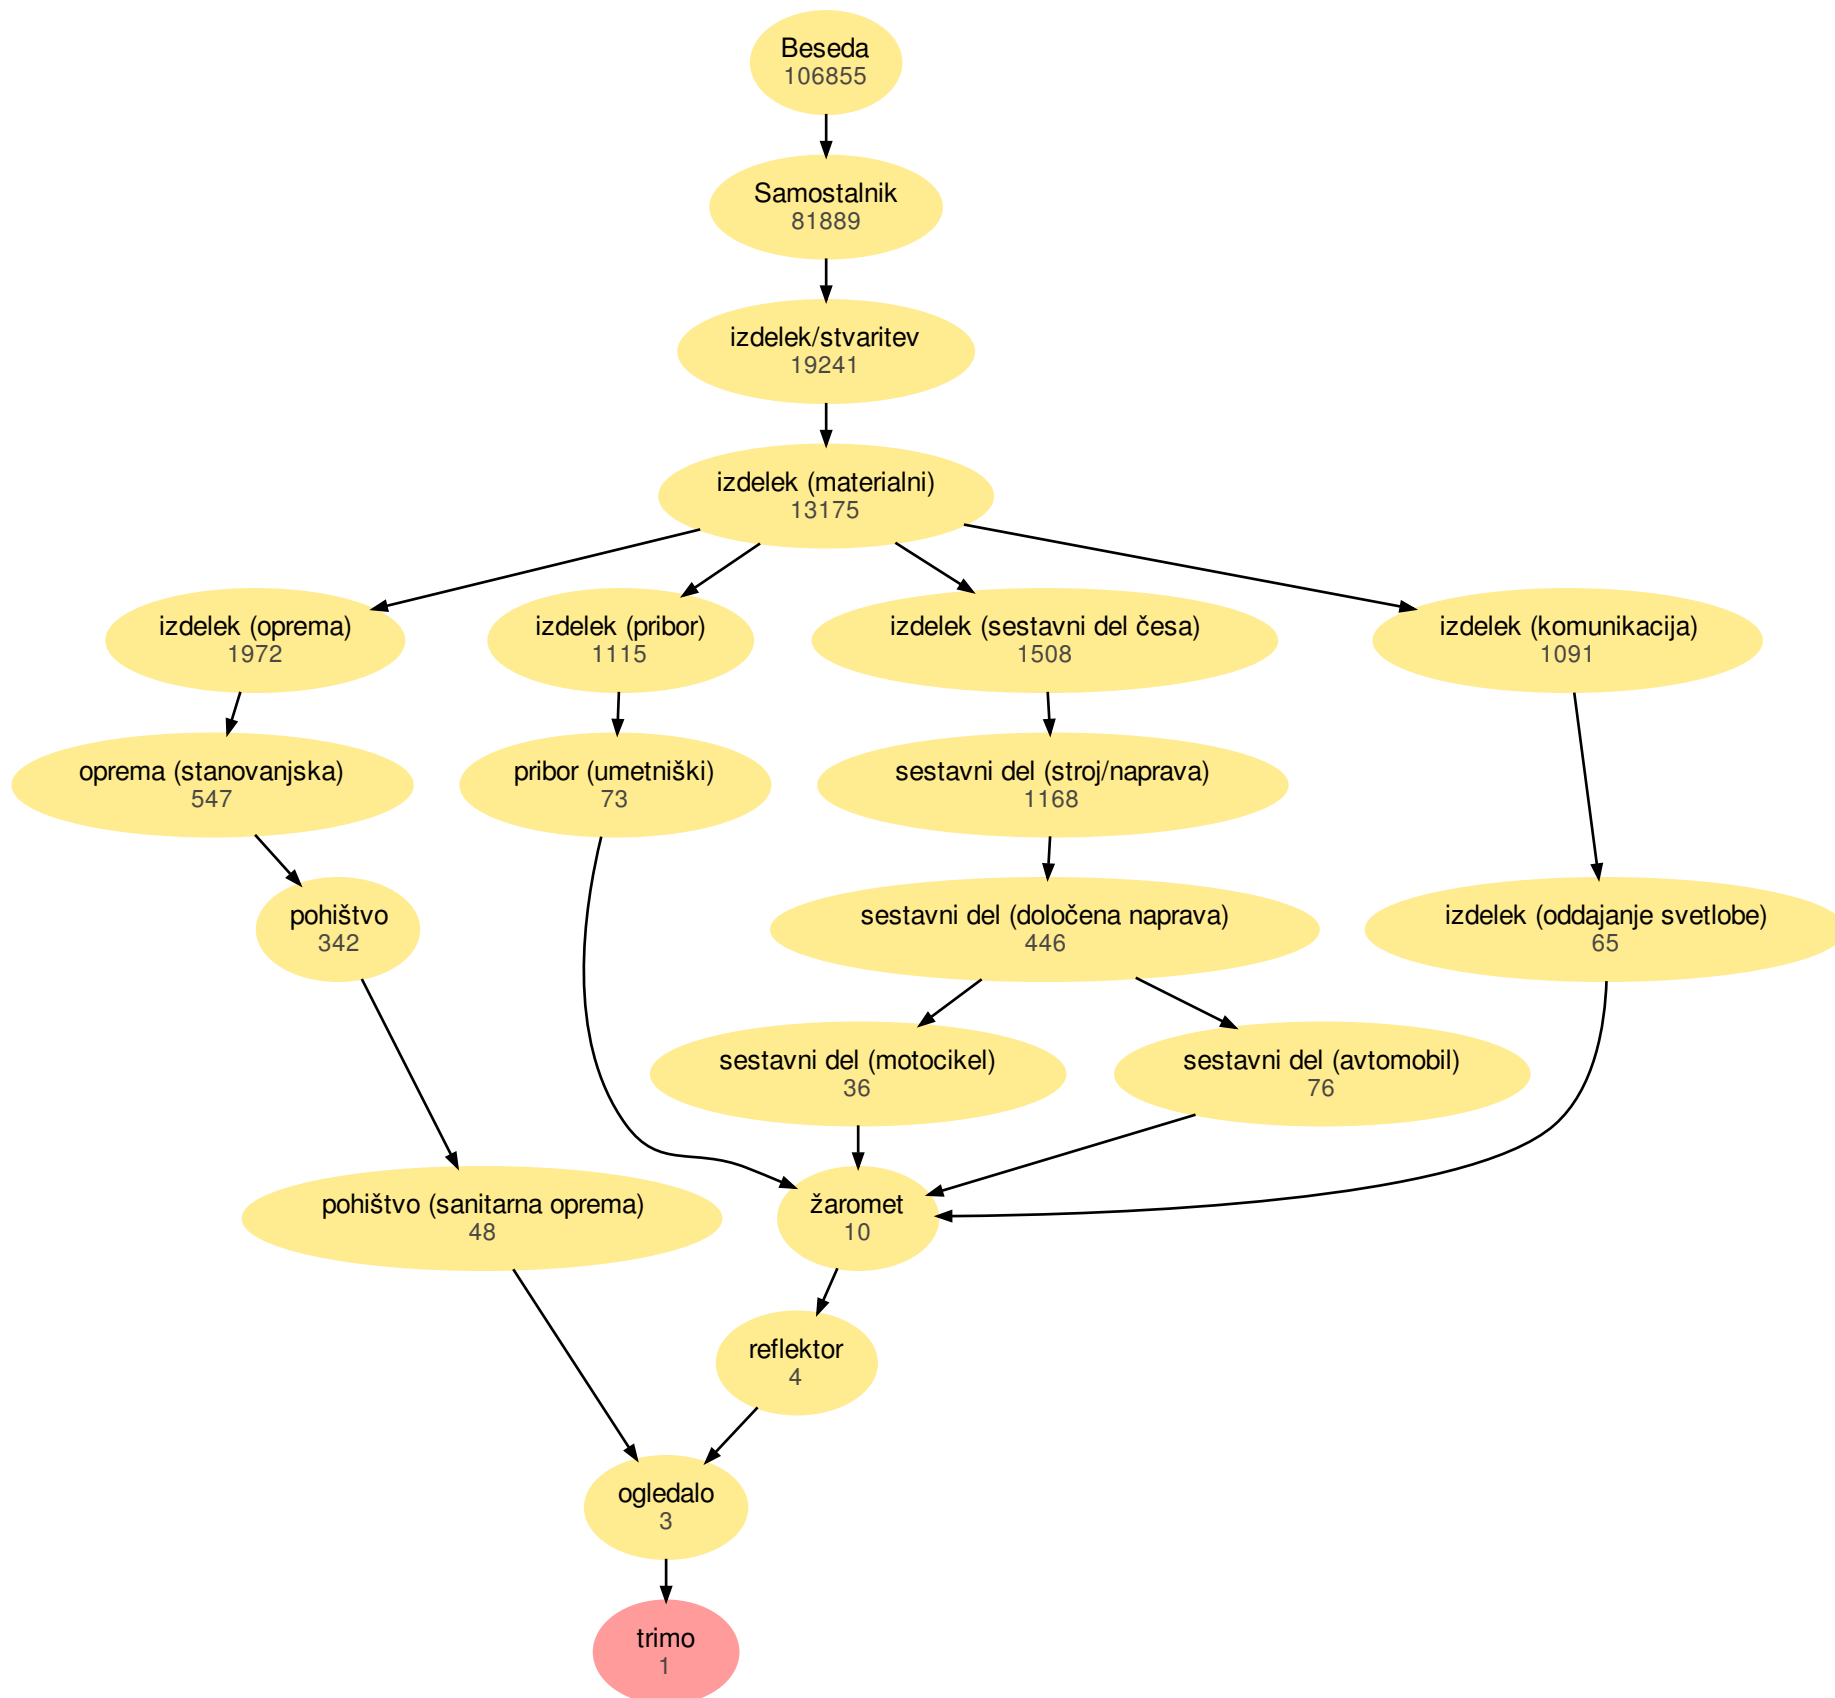 Beseda
106855
Samostalnik
81889
izdelek/stvaritev
19241
izdelek (materialni)
13175
izdelek (oprema)
1972
izdelek (pribor)
1115
izdelek (sestavni del česa)
1508
izdelek (komunikacija)
1091
oprema (stanovanjska)
547
pribor (umetniški)
73
sestavni del (stroj/naprava)
1168
pohištvo
342
sestavni del (določena naprava)
446
izdelek (oddajanje svetlobe)
65
sestavni del (motocikel)
36
sestavni del (avtomobil)
76
pohištvo (sanitarna oprema)
48
žaromet
10
reflektor
4
ogledalo
3
trimo
1